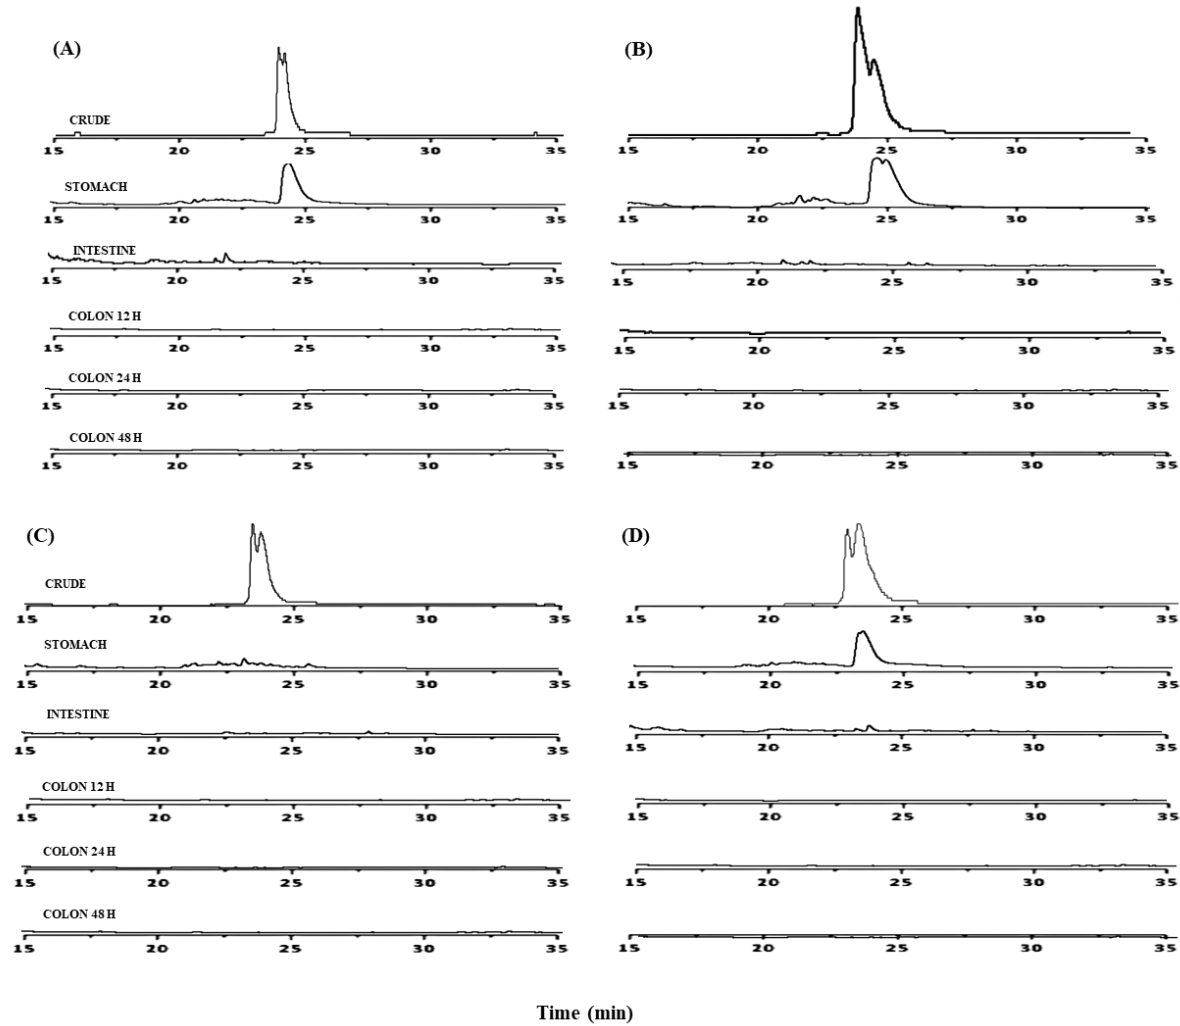 (A)
CRUDE
15 20 25 30 35
STOMACH
15 20 25 30 35
INTESTINE
15 20 25 30 35
COLON 12 H
15 20 25 30 35
COLON 24 H
15 20 25 30 35
COLON 48 H
15 20 25 30 35
(B)
15 20 25 30 35
15 20 25 30 35
15 20 25 30 35
15 20 25 30 35
15 20 25 30 35
15 20 25 30 35
(C)
CRUDE
15 20 25 30 35
STOMACH
15 20 25 30 35
INTESTINE
15 20 25 30 35
COLON 12 H
15 20 25 30 35
COLON 24 H
15 20 25 30 35
COLON 48 H
15 20 25 30 35
(D)
15 20 25 30 35
15 20 25 30 35
15 20 25 30 35
15 20 25 30 35
15 20 25 30 35
15 20 25 30 35
Time (min)